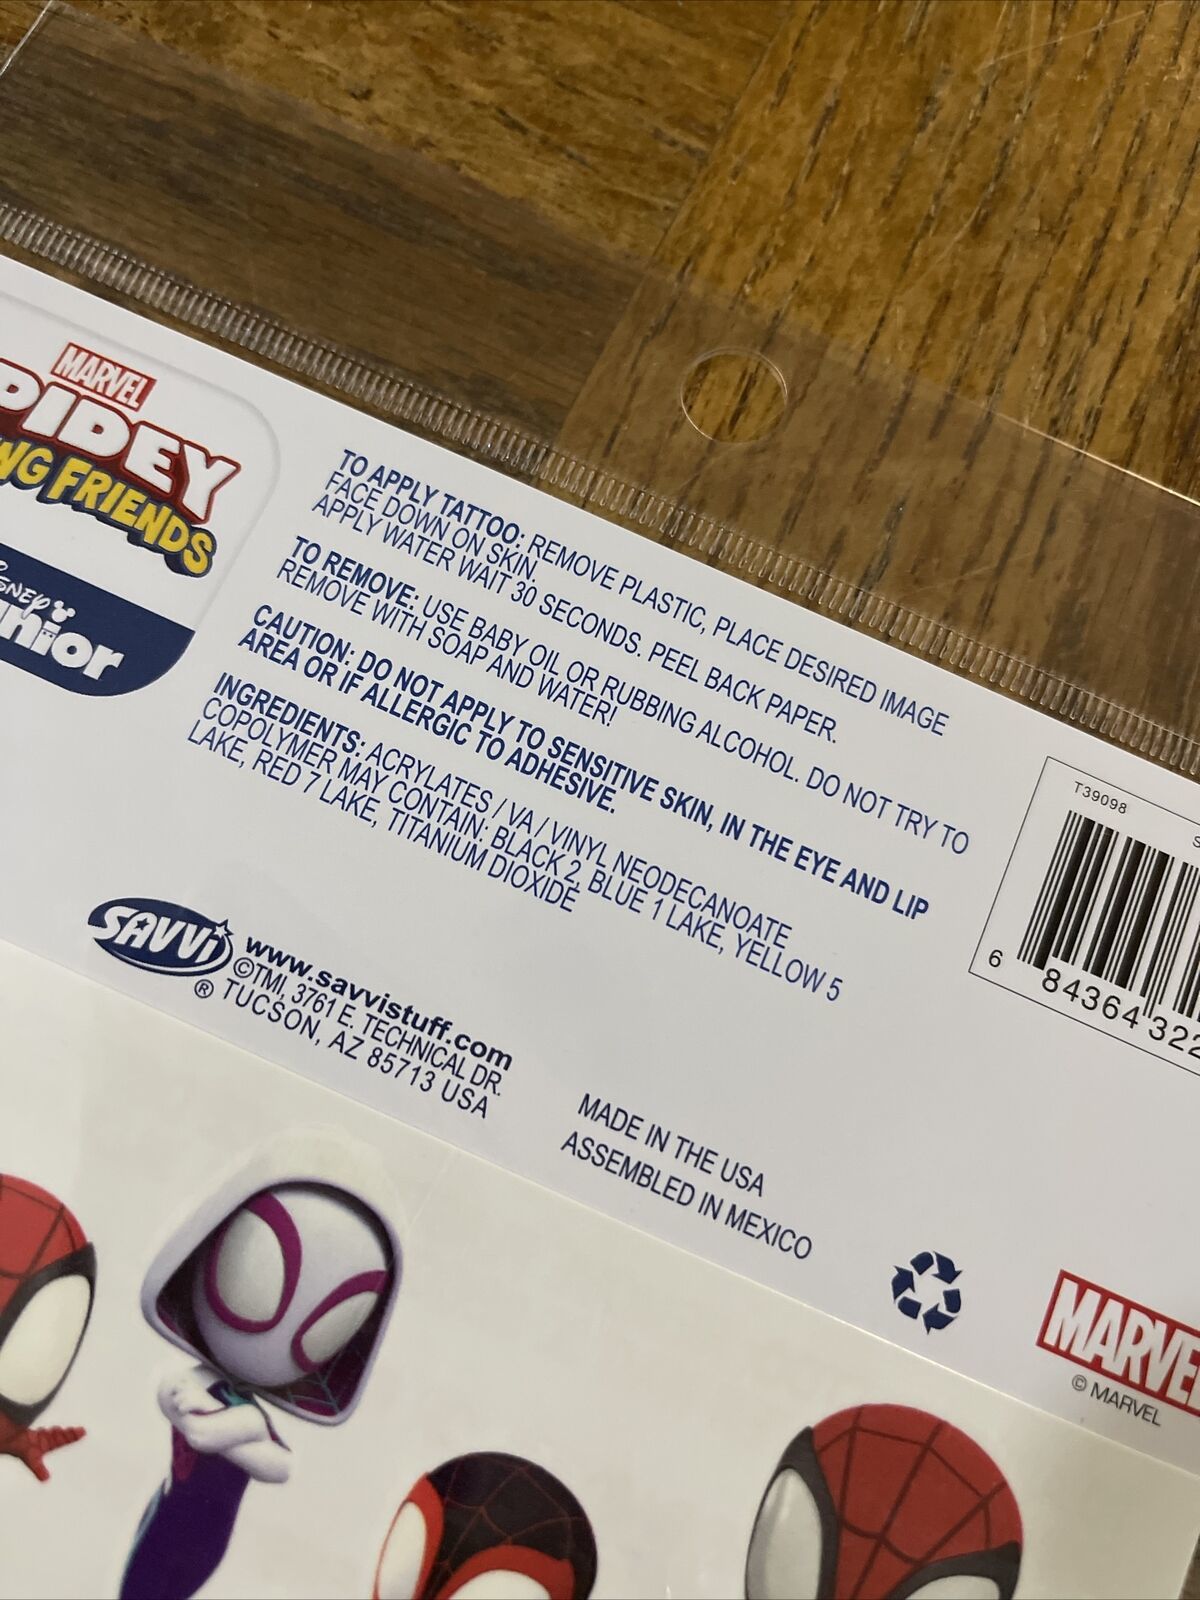 MARVEL
PIDEY
NG FRIENDS
DISNEY
unior
TO APPLY TATTOO: REMOVE PLASTIC, PLACE DESIRED IMAGE
FACE DOWN ON SKIN.
APPLY WATER WAIT 30 SECONDS. PEEL BACK PAPER.
TO REMOVE: USE BABY OIL OR RUBBING ALCOHOL. DO NOT TRY TO
REMOVE WITH SOAP AND WATER!
CAUTION: DO NOT APPLY TO SENSITIVE SKIN, IN THE EYE AND LIP
AREA OR IF ALLERGIC TO ADHESIVE.
INGREDIENTS: ACRYLATES / VA / VINYL NEODECANOATE
COPOLYMER MAY CONTAIN: BLACK 2, BLUE 1 LAKE, YELLOW 5
LAKE, RED 7 LAKE, TITANIUM DIOXIDE
T39098
6 84364 322
SAVVi
www.savvistuff.com
©TMI, 3761 E. TECHNICAL DR.
® TUCSON, AZ 85713 USA
MADE IN THE USA
ASSEMBLED IN MEXICO
MARVEL
© MARVEL